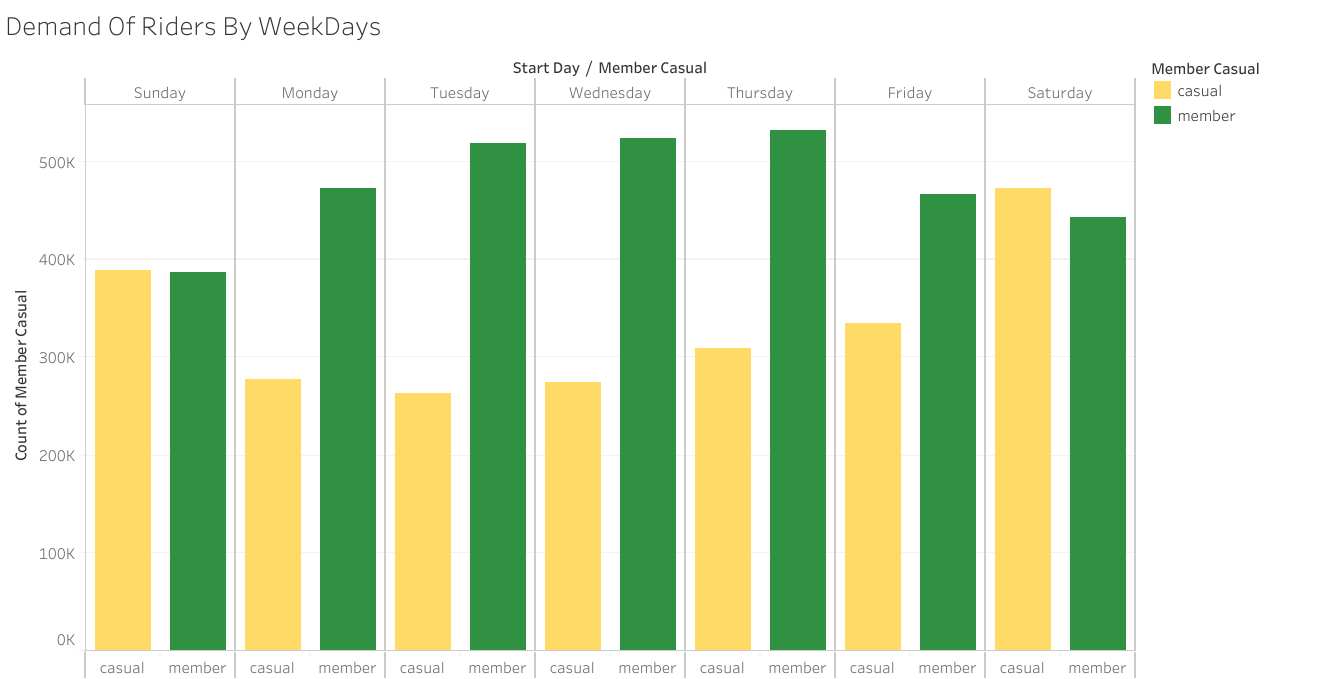 Demand Of Riders By WeekDays
Start Day / Member Casual
Sunday Monday Tuesday Wednesday Thursday Friday Saturday
Member Casual
casual
member
Count of Member Casual
500K
400K
300K
200K
100K
0K
casual member casual member casual member casual member casual member casual member casual member